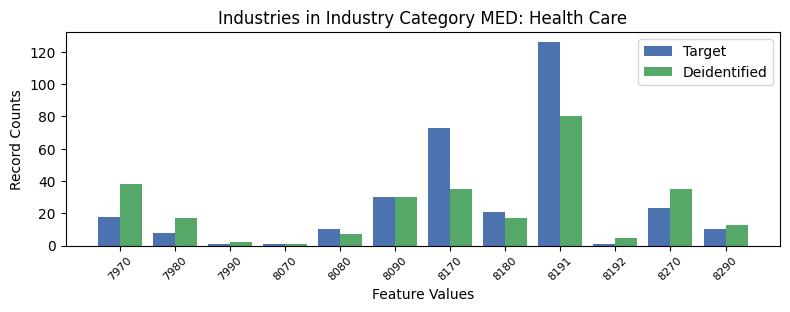 Industries in Industry Category MED: Health Care
Target
Deidentified
Record Counts
120
100
80
60
40
20
0
7970 7980 7990 8070 8080 8090 8170 8180 8191 8192 8270 8290
Feature Values